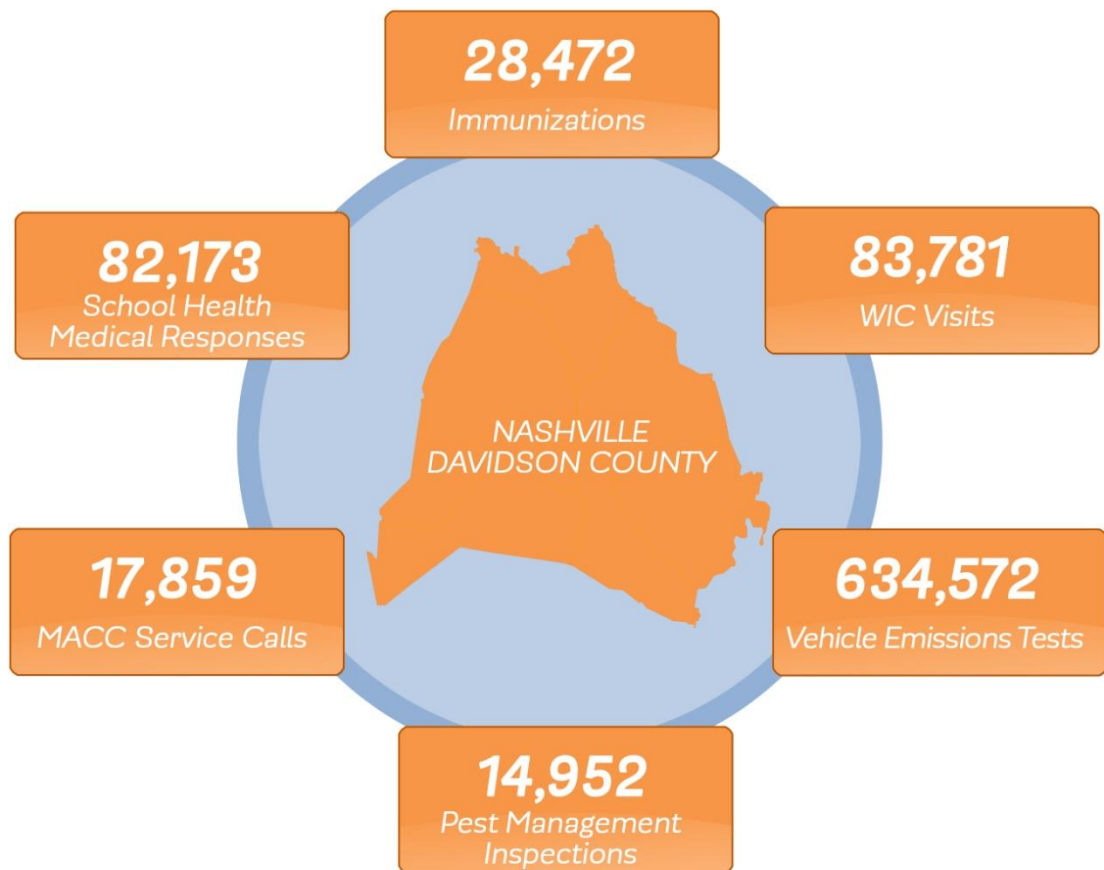 28,472
Immunizations
82,173
School Health
Medical Responses
83,781
WIC Visits
NASHVILLE
DAVIDSON COUNTY
17,859
MACC Service Calls
634,572
Vehicle Emissions Tests
14,952
Pest Management
Inspections